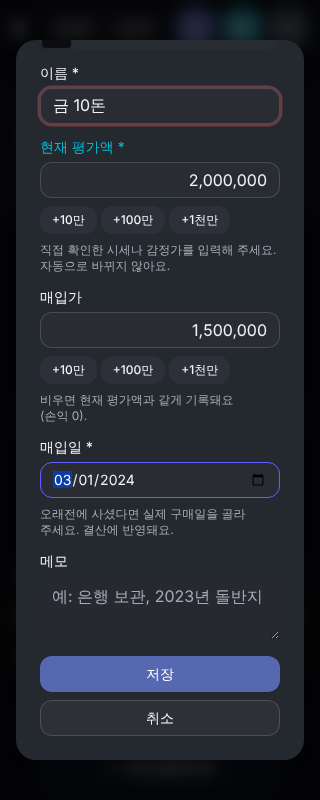 이름 *
금 10돈
현재 평가액 *
2,000,000
+10만 +100만 +1천만
직접 확인한 시세나 감정가를 입력해 주세요.
자동으로 바뀌지 않아요.
매입가
1,500,000
+10만 +100만 +1천만
비우면 현재 평가액과 같게 기록돼요
(손익 0).
매입일 *
03/01/2024
오래전에 사셨다면 실제 구매일을 골라
주세요. 결산에 반영돼요.
메모
예: 은행 보관, 2023년 돌반지
저장
취소